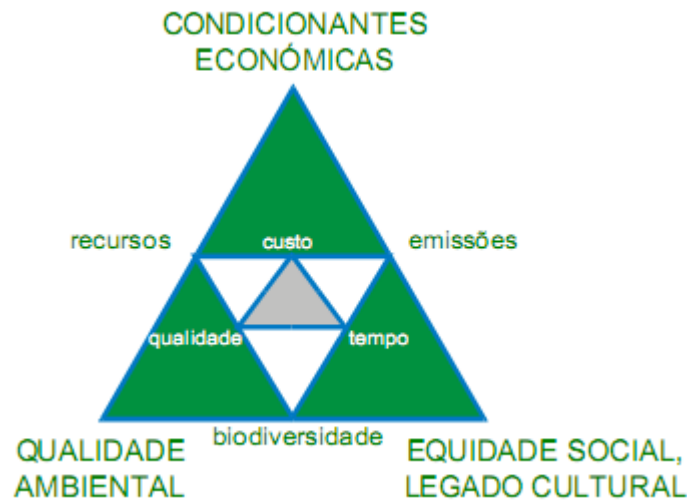 CONDICIONANTES
ECONÓMICAS
recursos
custo
emissões
qualidade
tempo
biodiversidade
QUALIDADE
AMBIENTAL
EQUIDADE SOCIAL,
LEGADO CULTURAL